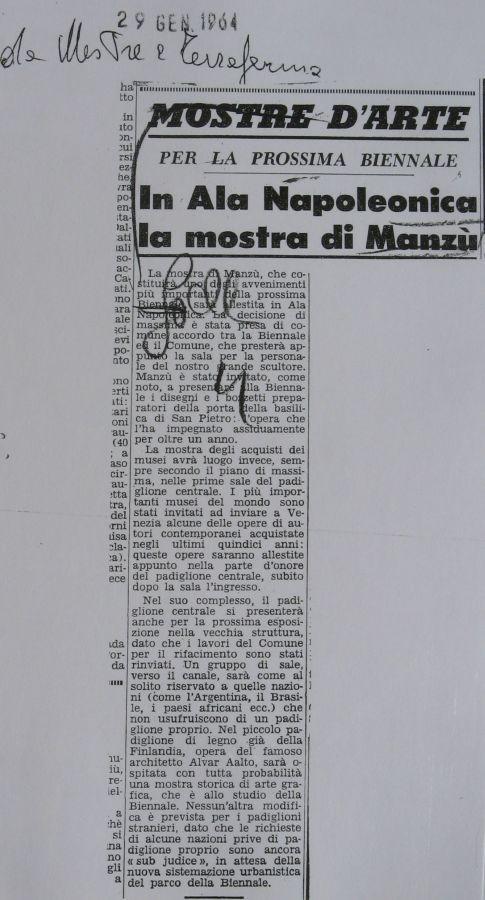 29 GEN. 1964
da Mestre e Terraferma
MOSTRE D'ARTE
PER LA PROSSIMA BIENNALE
In Ala Napoleonica
la mostra di Manzù
La mostra Manzù, che co-
stituirà uno degli avvenimenti
più importanti della prossima
Biennale, sarà allestita in Ala
Napoleonica. La decisione di
massima è stata presa di co-
mune accordo tra la Biennale
ed il Comune, che presterà ap-
punto la sala per la persona-
le del nostro grande scultore.
Manzù è stato invitato, come
noto, a presentare alla Bienna-
le i disegni e i bozzetti prepa-
ratori della porta della basili-
ca di San Pietro: l'opera che
l'ha impegnato assiduamente
per oltre un anno.
La mostra degli acquisti dei
musei avrà luogo invece, sem-
pre secondo il piano di massi-
ma, nelle prime sale del padi-
glione centrale. I più impor-
tanti musei del mondo sono
stati invitati ad inviare a Ve-
nezia alcune delle opere di au-
tori contemporanei acquistate
negli ultimi quindici anni:
queste opere saranno allestite
appunto nella parte d'onore
del padiglione centrale, subito
dopo la sala l'ingresso.
Nel suo complesso, il padi-
glione centrale si presenterà
anche per la prossima espo-
sizione nella vecchia struttura,
dato che i lavori del Comune
per il rifacimento sono stati
rinviati. Un gruppo di sale,
verso il canale, sarà come al
solito riservato a quelle nazio-
ni (come l'Argentina, il Brasi-
le, i paesi africani ecc.) che
non usufruiscono di un padi-
glione proprio. Nel piccolo pa-
diglione di legno già della
Finlandia, opera del famoso
architetto Alvar Aalto, sarà o-
spitata con tutta probabilità
una mostra storica di arte gra-
fica, che è allo studio della
Biennale. Nessun'altra modifi-
ca è prevista per i padiglioni
stranieri, dato che le richieste
di alcune nazioni prive di pa-
diglione proprio sono ancora
« sub judice », in attesa della
nuova sistemazione urbanistica
del parco della Biennale.